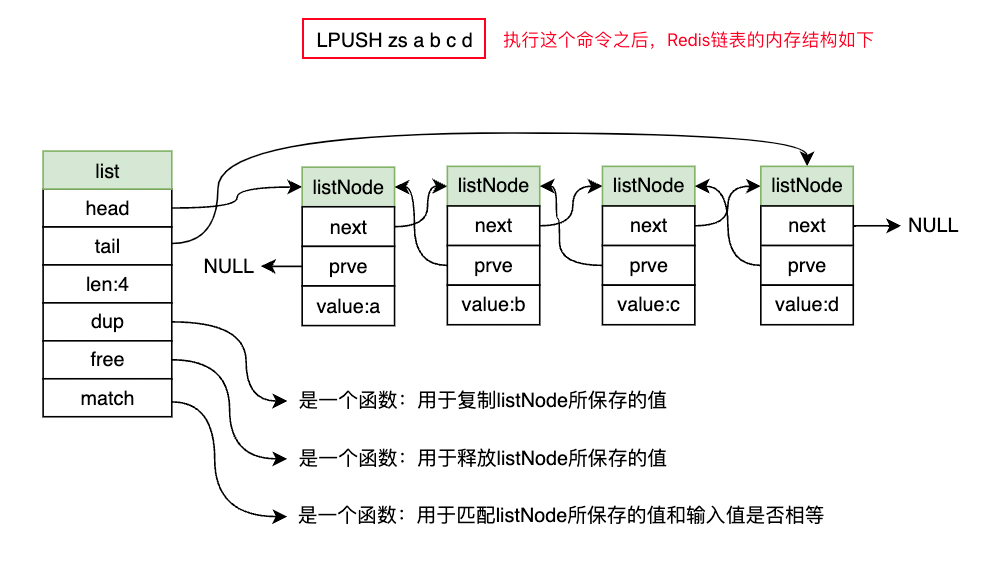 LPUSH zs a b c d
执行这个命令之后，Redis链表的内存结构如下
list
head
tail
len:4
dup
free
match
NULL
listNode
next
prve
value:a
listNode
next
prve
value:b
listNode
next
prve
value:c
listNode
next
prve
value:d
NULL
是一个函数：用于复制listNode所保存的值
是一个函数：用于释放listNode所保存的值
是一个函数：用于匹配listNode所保存的值和输入值是否相等